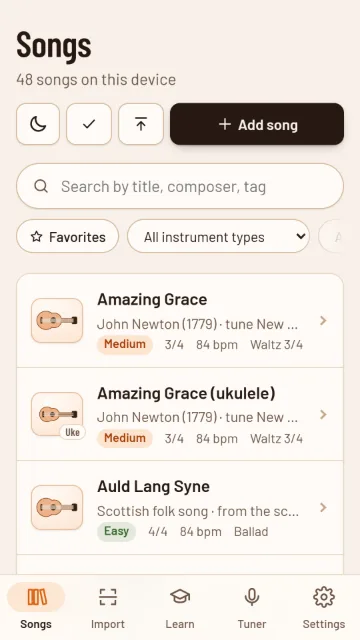 Songs
48 songs on this device
Add song
Search by title, composer, tag
Favorites
All instrument types
Amazing Grace
John Newton (1779) · tune New ...
Medium 3/4 84 bpm Waltz 3/4
Amazing Grace (ukulele)
Uke
John Newton (1779) · tune New ...
Medium 3/4 84 bpm Waltz 3/4
Auld Lang Syne
Scottish folk song · from the sc...
Easy 4/4 84 bpm Ballad
Songs Import Learn Tuner Settings